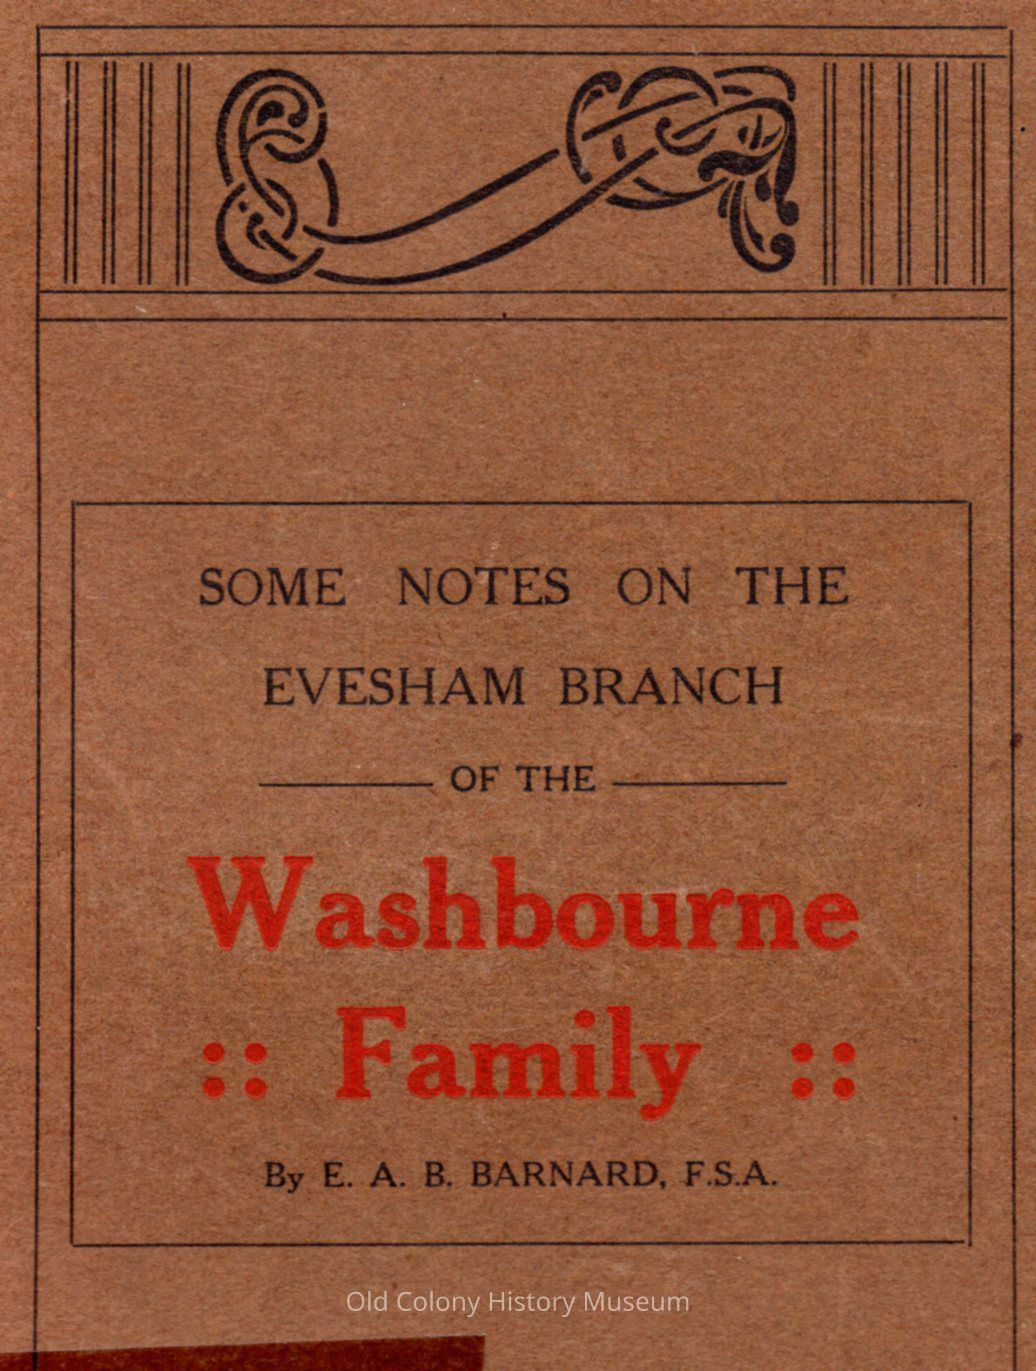 SOME NOTES ON THE
EVESHAM BRANCH
OF THE
Washbourne
:: Family ::
By E. A. B. BARNARD, F.S.A.
Old Colony History Museum